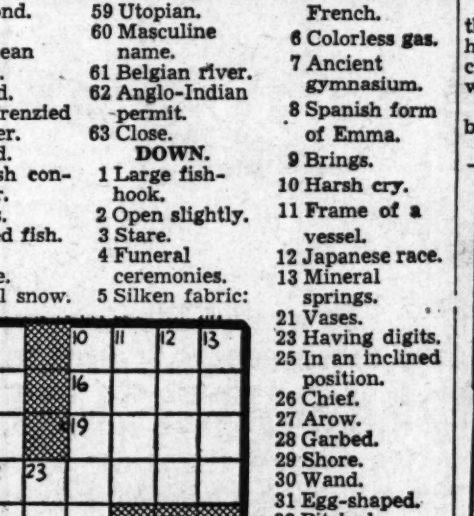 ond.
ean
renzled
er.
sh con-
ed fish.
e.
l snow.
59 Utopian.
60 Masculine
name.
61 Belgian river.
62 Anglo-Indian
permit.
63 Close.
DOWN.
1 Large fish-
hook.
2 Open slightly.
3 Stare.
4 Funeral
ceremonies.
5 Silken fabric:
French.
6 Colorless gas.
7 Ancient
gymnasium.
8 Spanish form
of Emma.
9 Brings.
10 Harsh cry.
11 Frame of a
vessel.
12 Japanese race.
13 Mineral
springs.
21 Vases.
23 Having digits.
25 In an inclined
position.
26 Chief.
27 Arow.
28 Garbed.
29 Shore.
30 Wand.
31 Egg-shaped.
10 11 12 13
16
19
23